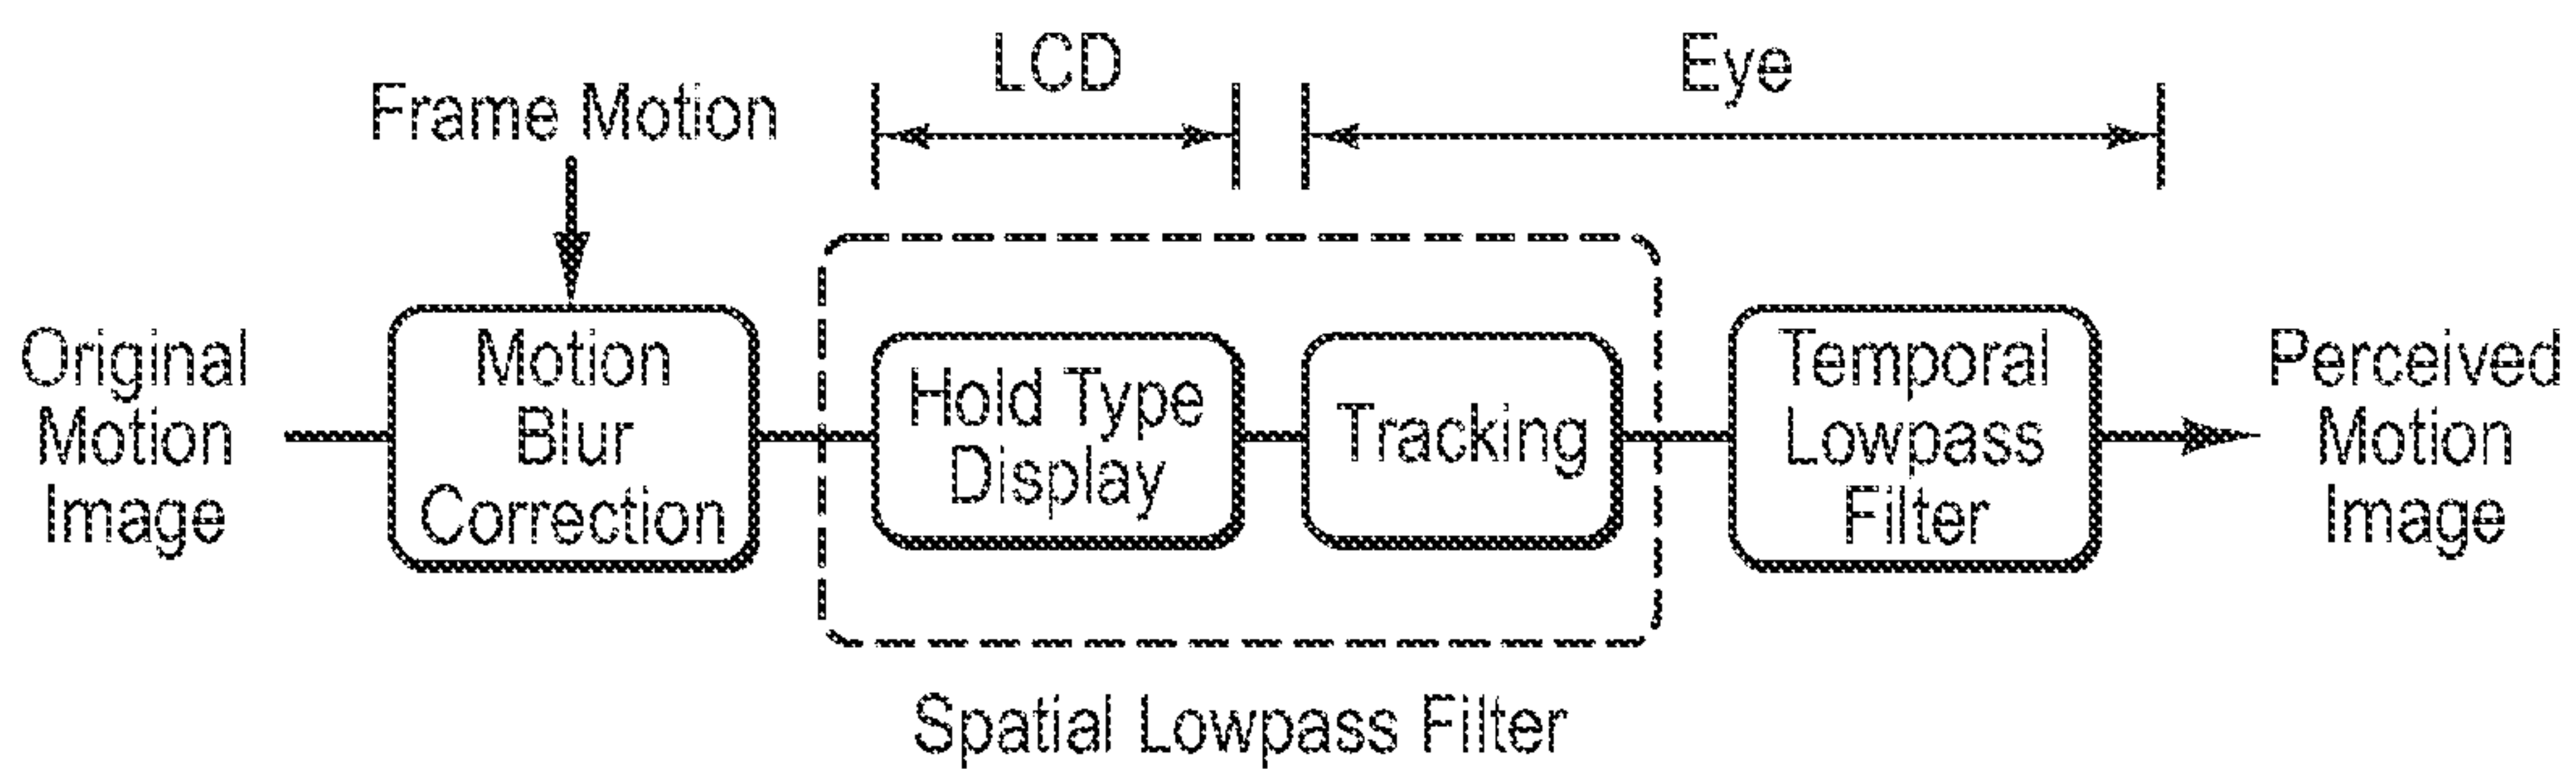 LCD
Eye
Frame Motion
Original
Motion
Image
Motion
Blur
Correction
Hold Type
Display
Tracking
Temporal
Lowpass
Filter
Perceived
Motion
Image
Spatial Lowpass Filter